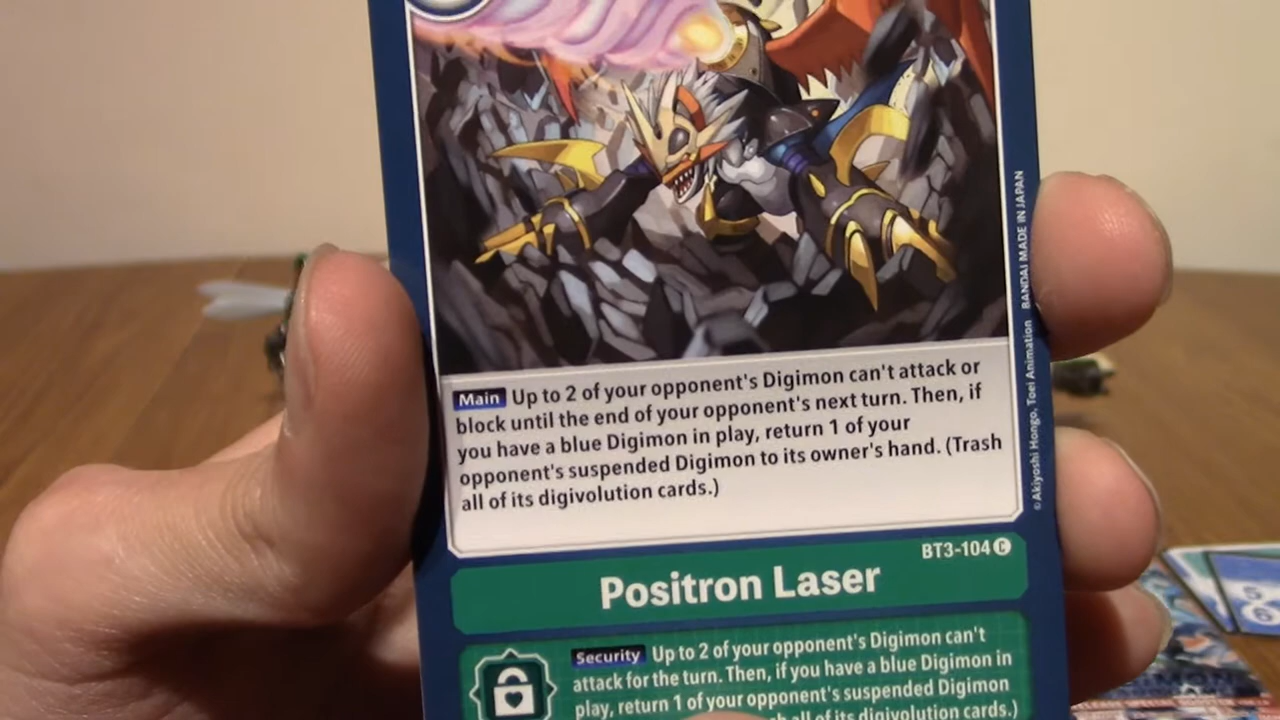 Main Up to 2 of your opponent's Digimon can't attack or
block until the end of your opponent's next turn. Then, if
you have a blue Digimon in play, return 1 of your
opponent's suspended Digimon to its owner's hand. (Trash
all of its digivolution cards.)
© Akiyoshi Hongo, Toei Animation BANDAI MADE IN JAPAN
BT3-104 C
Positron Laser
Security Up to 2 of your opponent's Digimon can't
attack for the turn. Then, if you have a blue Digimon in
play, return 1 of your opponent's suspended Digimon
all of its digivolution cards.)